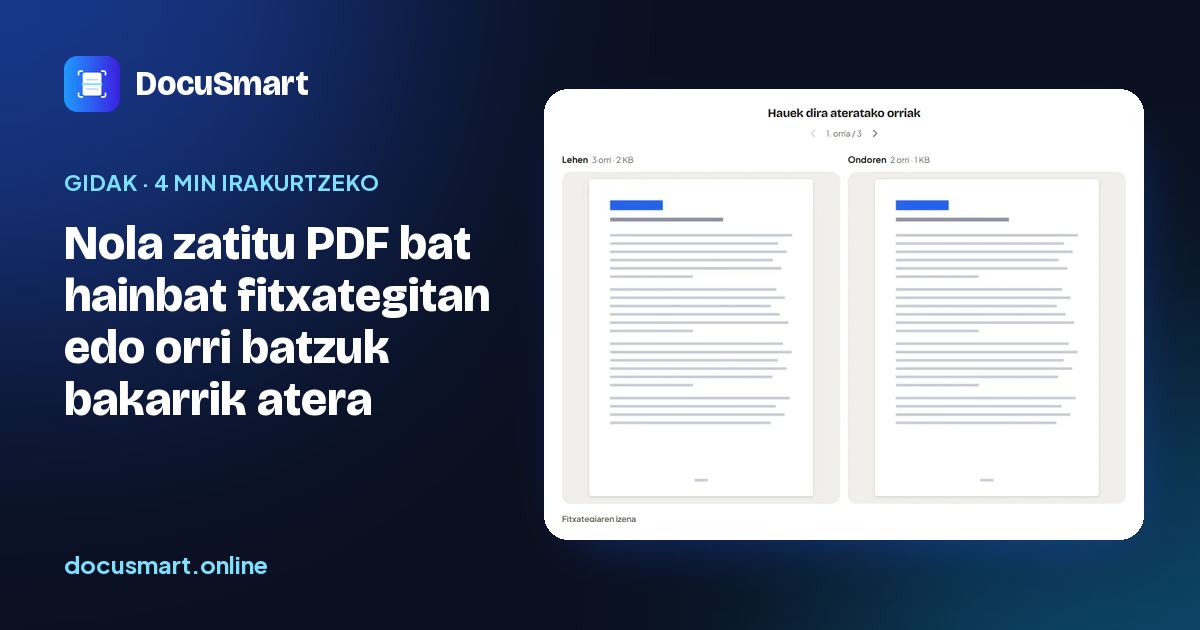 DocuSmart
GIDAK · 4 MIN IRAKURTZEKO
Nola zatitu PDF bat
hainbat fitxategitan
edo orri batzuk
bakarrik atera
docusmart.online
Hauek dira ateratako orriak
1. orria / 3
Lehen 3 orri · 2 KB
Ondoren 2 orri · 1 KB
Fitxategiaren izena